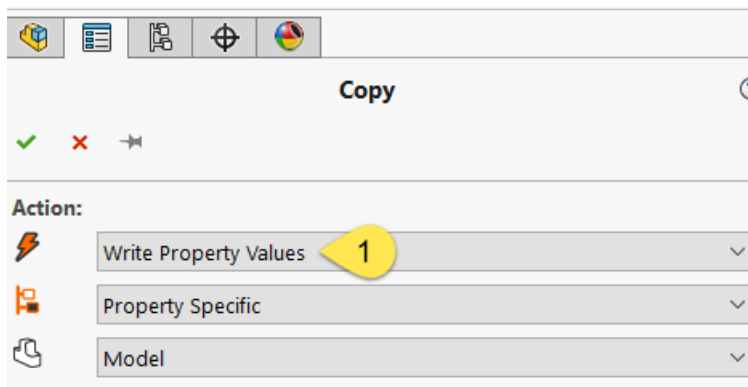 Copy
Action:
Write Property Values 1
Property Specific
Model